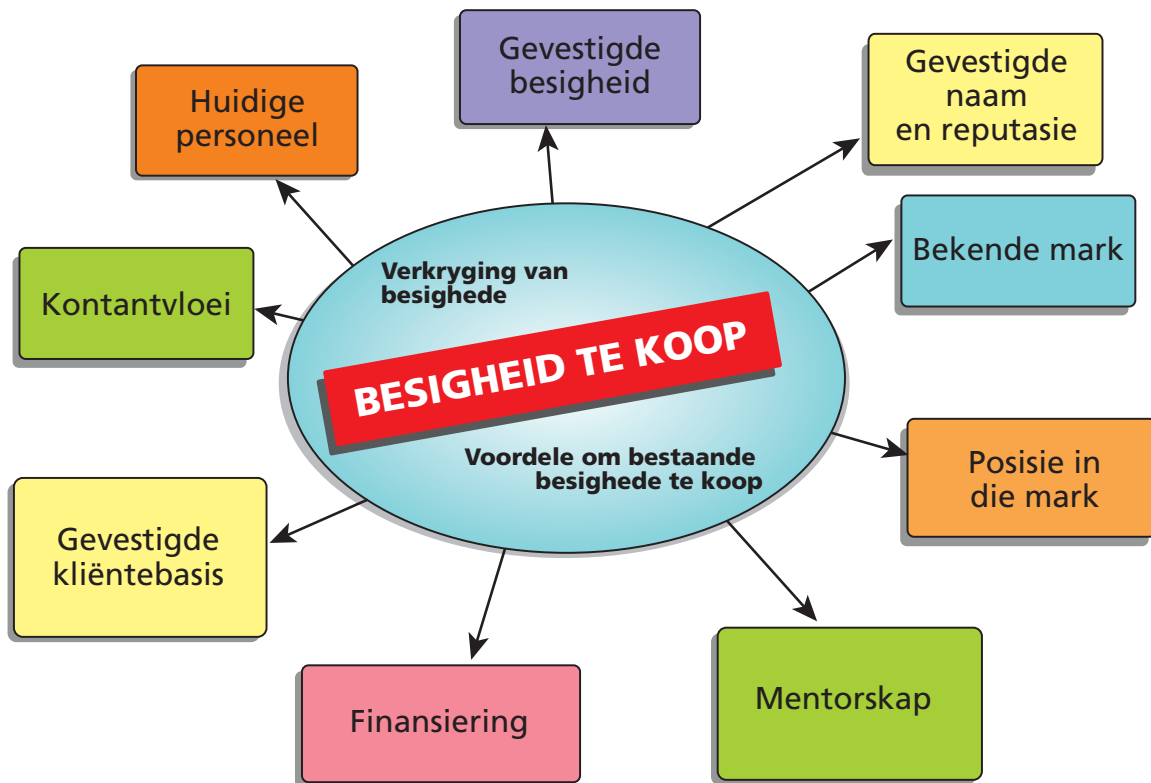 Gevestigde
besigheid
Gevestigde
naam
en reputasie
Huidige
personeel
Bekende mark
Kontantvloei
Verkryging van
besighede
BESIGHEID TE KOOP
Voordele om bestaande
besighede te koop
Posisie in
die mark
Gevestigde
kliëntebasis
Mentorskap
Finansiering